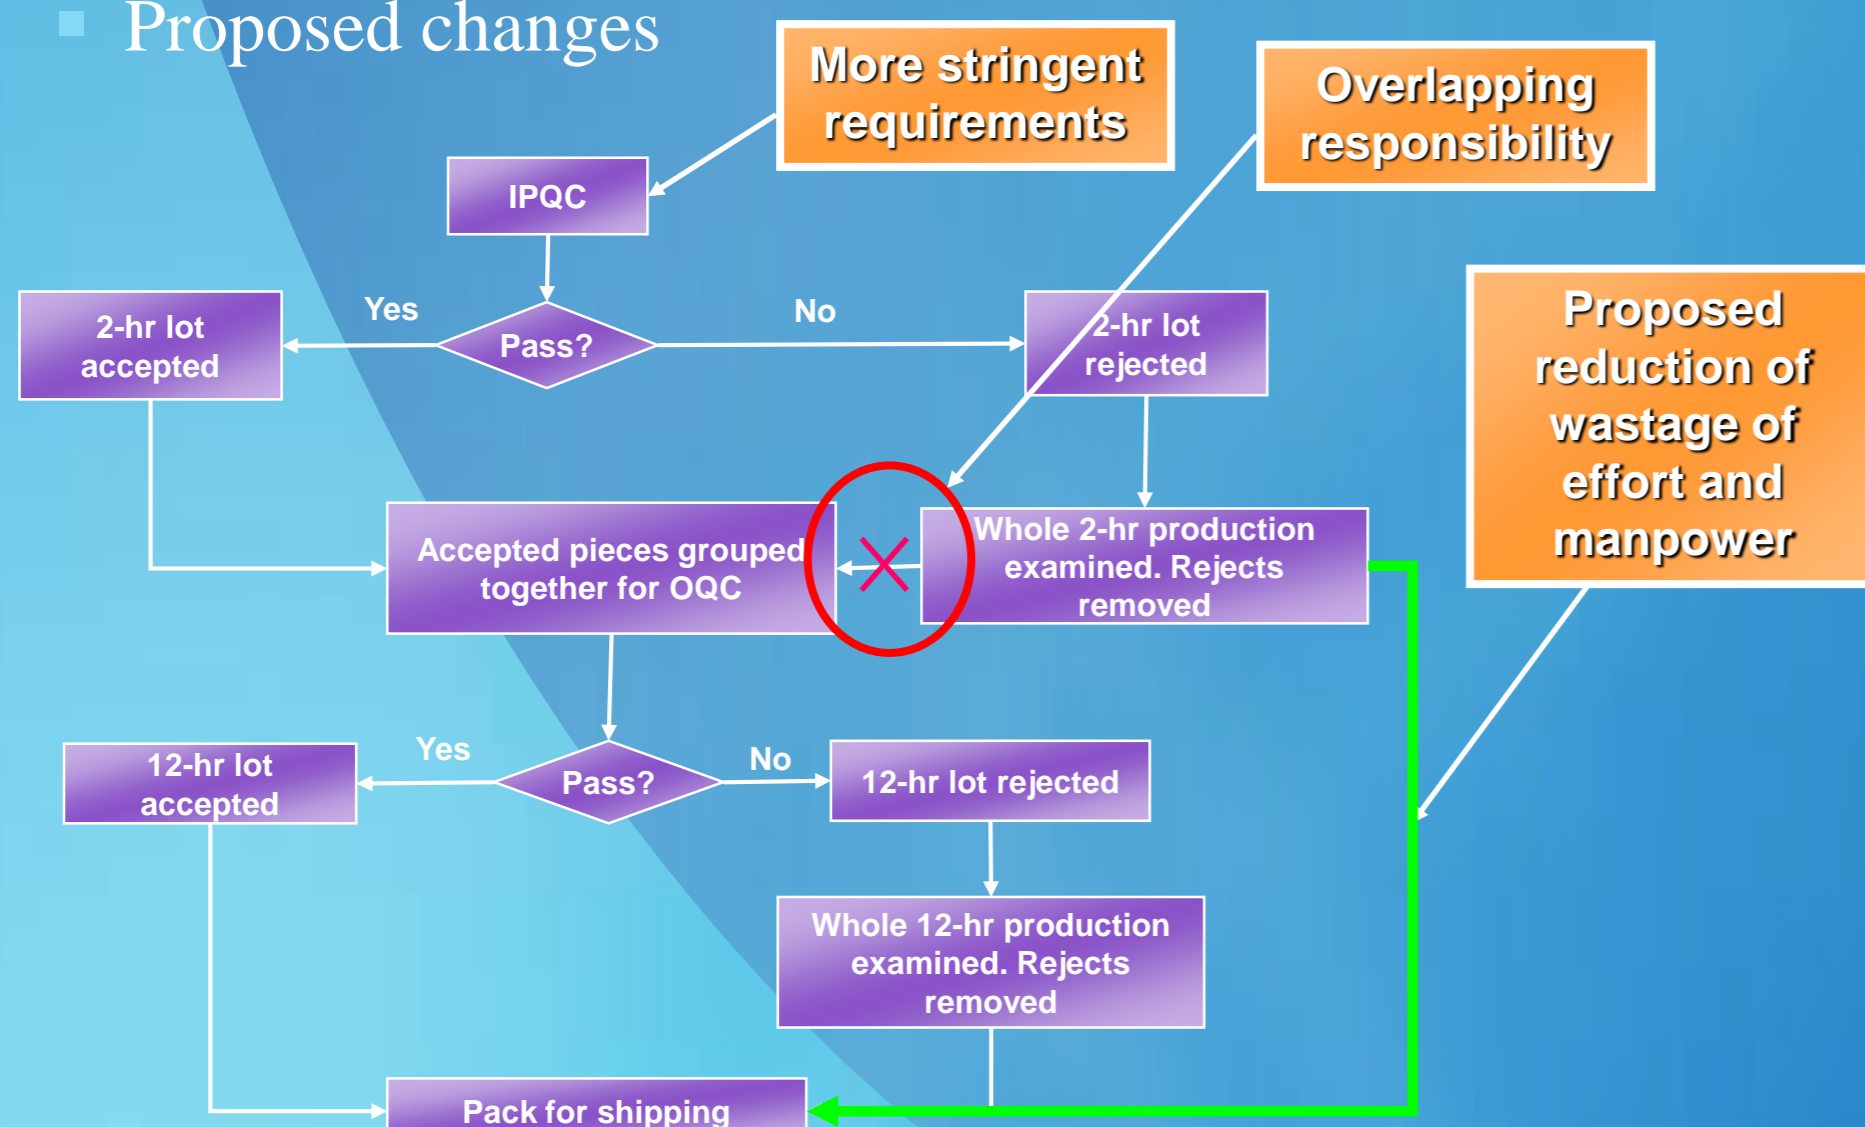 Proposed changes
More stringent
requirements
Overlapping
responsibility
IPQC
Proposed
reduction of
wastage of
effort and
manpower
Yes
No
2-hr lot
accepted
Pass?
2-hr lot
rejected
Accepted pieces grouped
together for OQC
Whole 2-hr production
examined. Rejects
removed
Yes
No
12-hr lot
accepted
Pass?
12-hr lot rejected
Whole 12-hr production
examined. Rejects
removed
Pack for shipping